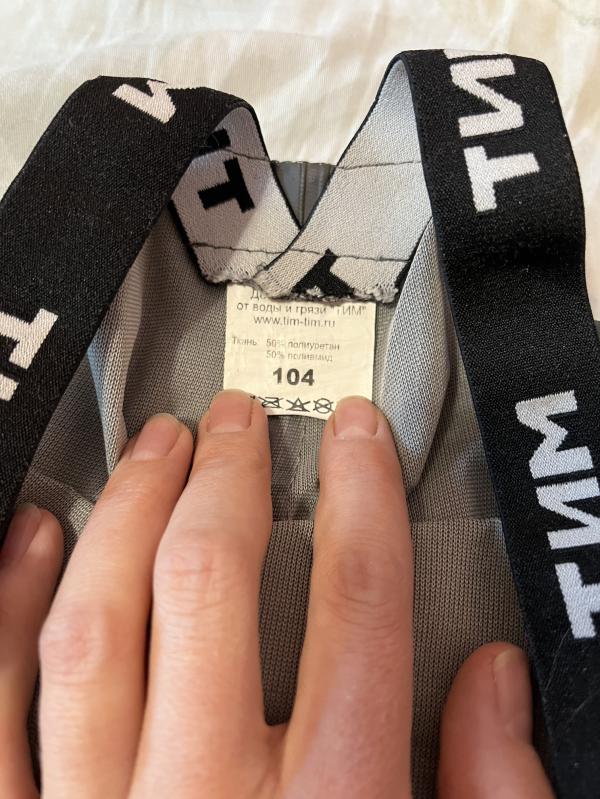 ТИМ
от воды и грязи "ТИМ"
www.tim-tim.ru
Ткань: 50% полиуретан
50% полиамид
104
ТИМ